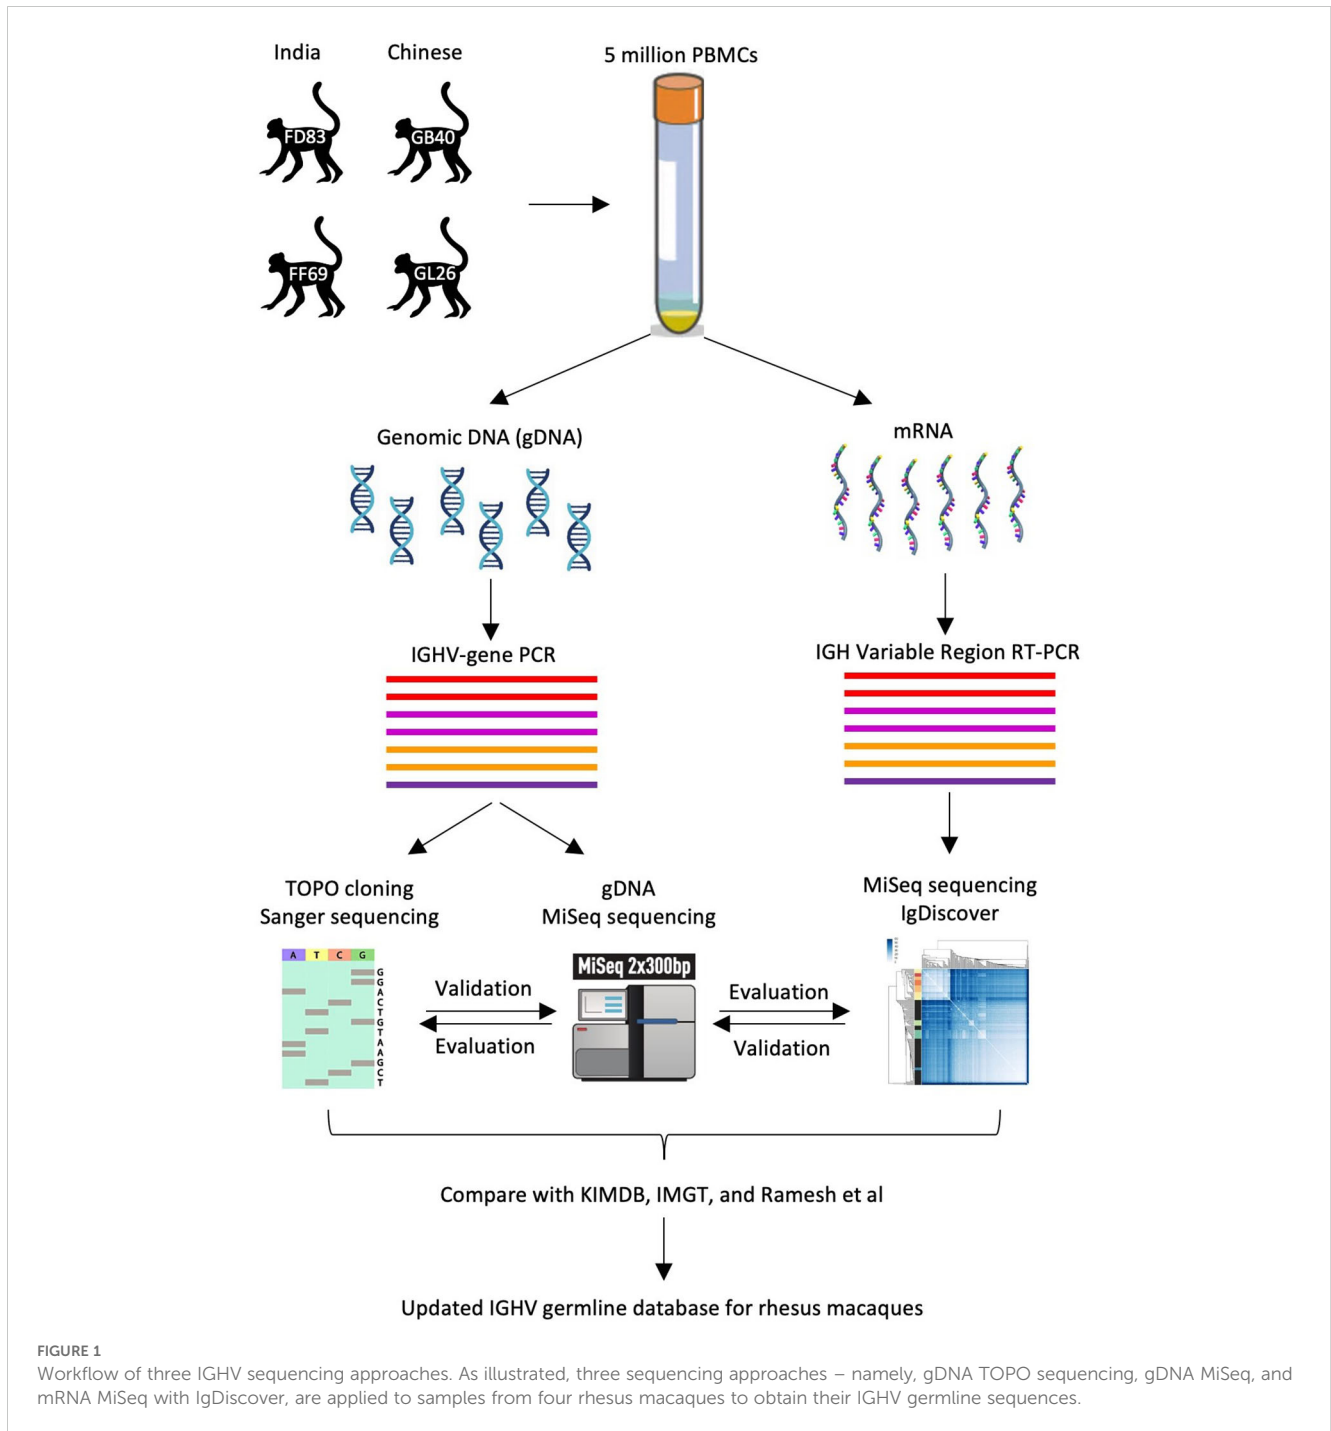 India Chinese
5 million PBMCs
FD83 GB40
FF69 GL26
Genomic DNA (gDNA)
mRNA
IGHV-gene PCR
IGH Variable Region RT-PCR
TOPO cloning
Sanger sequencing
gDNA
MiSeq sequencing
MiSeq sequencing
IgDiscover
A T C G
G
G
A
C
T
G
T
A
A
G
C
T
Validation
Evaluation
MiSeq 2x300bp
Evaluation
Validation
Compare with KIMDB, IMGT, and Ramesh et al
Updated IGHV germline database for rhesus macaques
FIGURE 1
Workflow of three IGHV sequencing approaches. As illustrated, three sequencing approaches – namely, gDNA TOPO sequencing, gDNA MiSeq, and
mRNA MiSeq with IgDiscover, are applied to samples from four rhesus macaques to obtain their IGHV germline sequences.